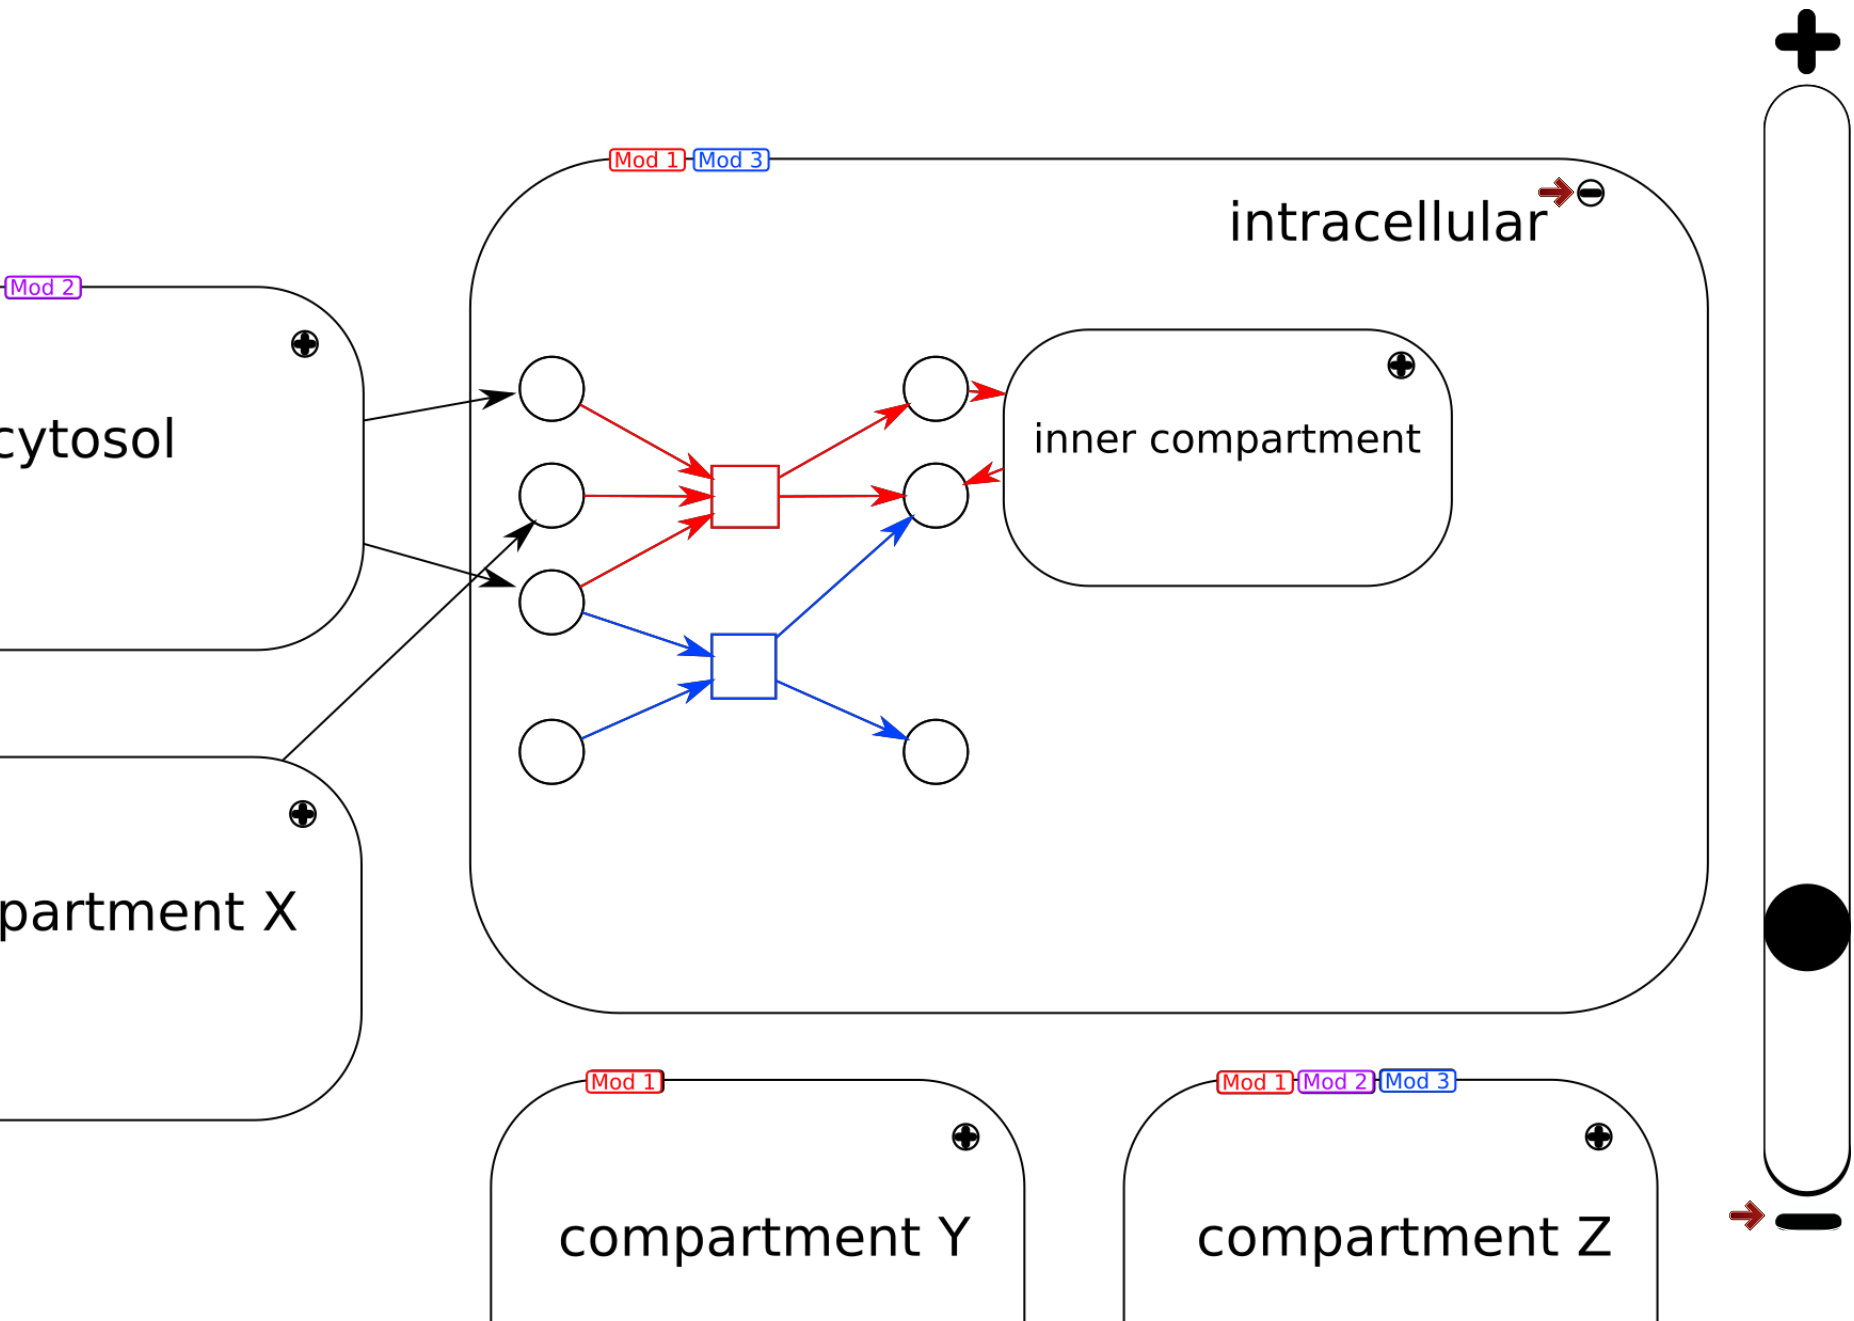 Mod 1 Mod 3
intracellular
Mod 2
cytosol
inner compartment
partment X
Mod 1
Mod 1 Mod 2 Mod 3
compartment Y
compartment Z